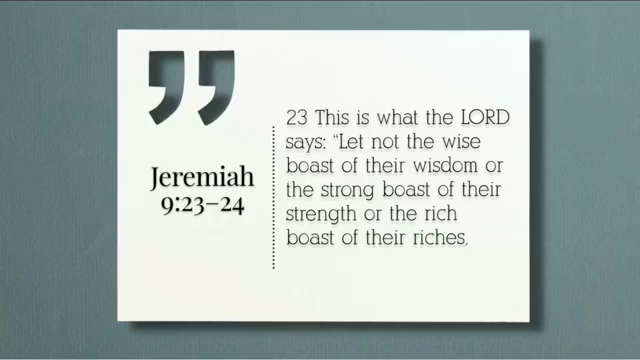 Jeremiah
9:23–24
23 This is what the LORD
says: “Let not the wise
boast of their wisdom or
the strong boast of their
strength or the rich
boast of their riches,